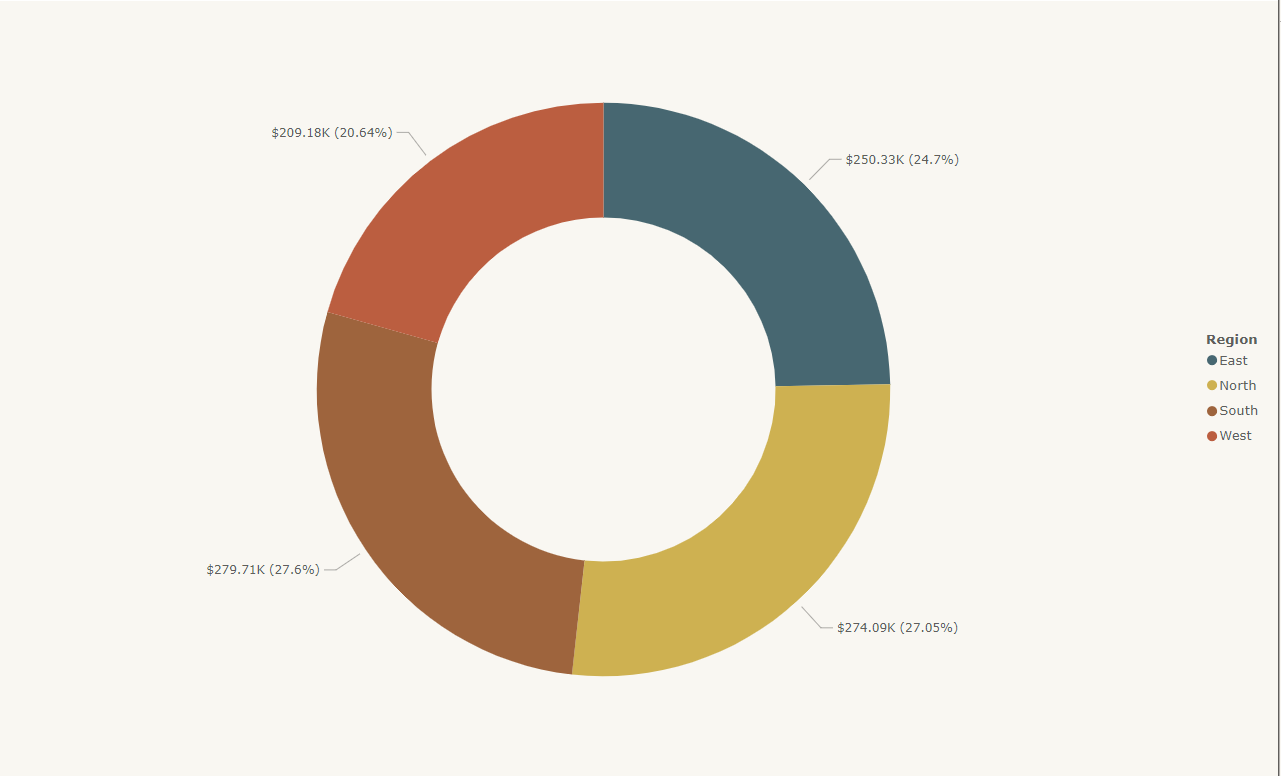 $209.18K (20.64%)
$250.33K (24.7%)
$279.71K (27.6%)
$274.09K (27.05%)
Region
East
North
South
West